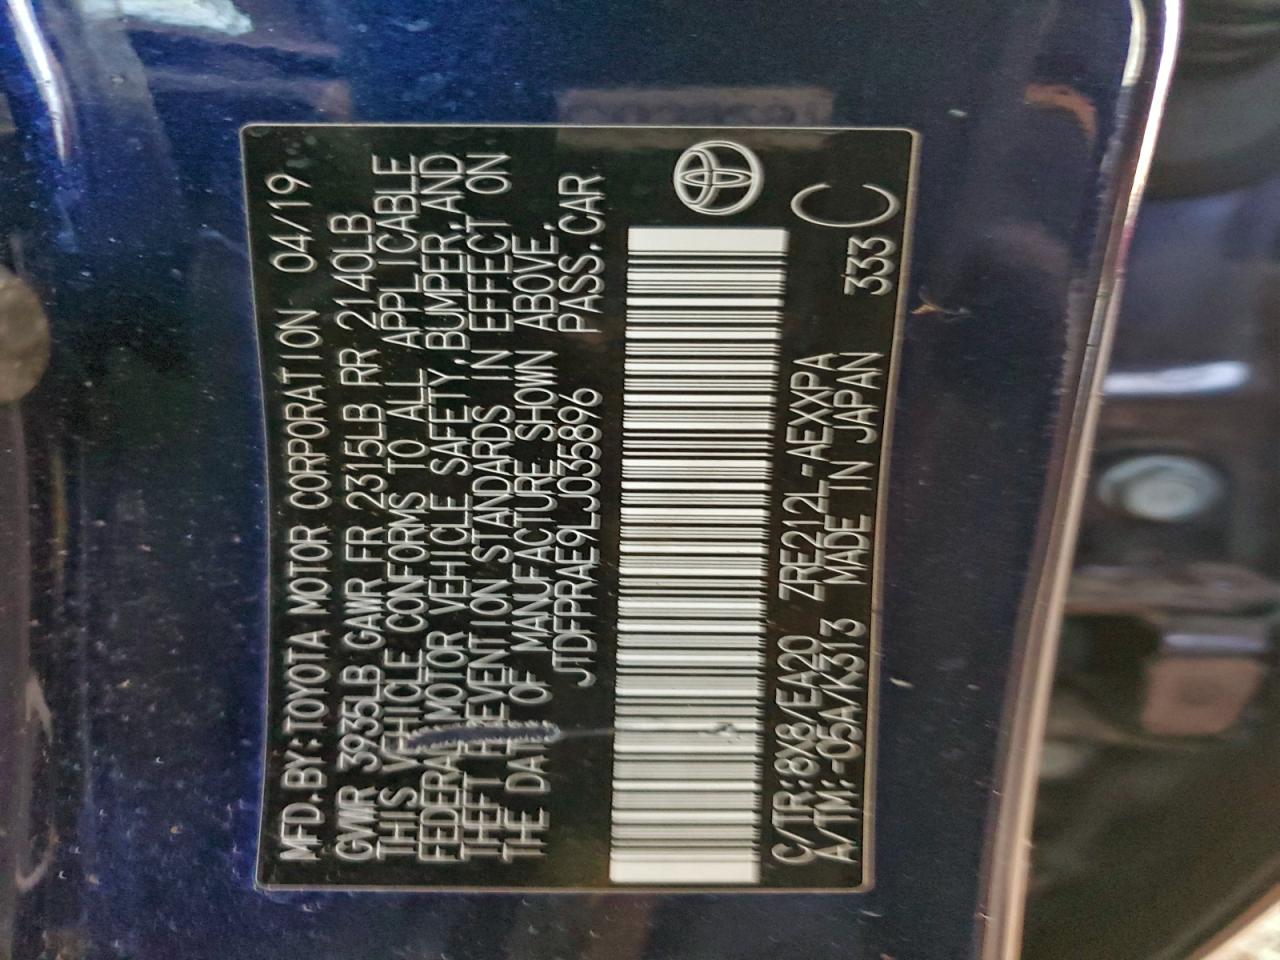 MFD. BY: TOYOTA MOTOR CORPORATION 04/19
GVWR 3935LB GAWR FR 2315LB RR 2140LB
THIS VEHICLE CONFORMS TO ALL APPLICABLE
FEDERAL MOTOR VEHICLE SAFETY, BUMPER, AND
THEFT PREVENTION STANDARDS IN EFFECT ON
THE DATE OF MANUFACTURE SHOWN ABOVE.
JTDFPRAE9LJ035896 PASS. CAR
C/TR: 8X8/EA20 ZRE212L-AEXXPA
A/TM: -05A/K313 MADE IN JAPAN 333 C